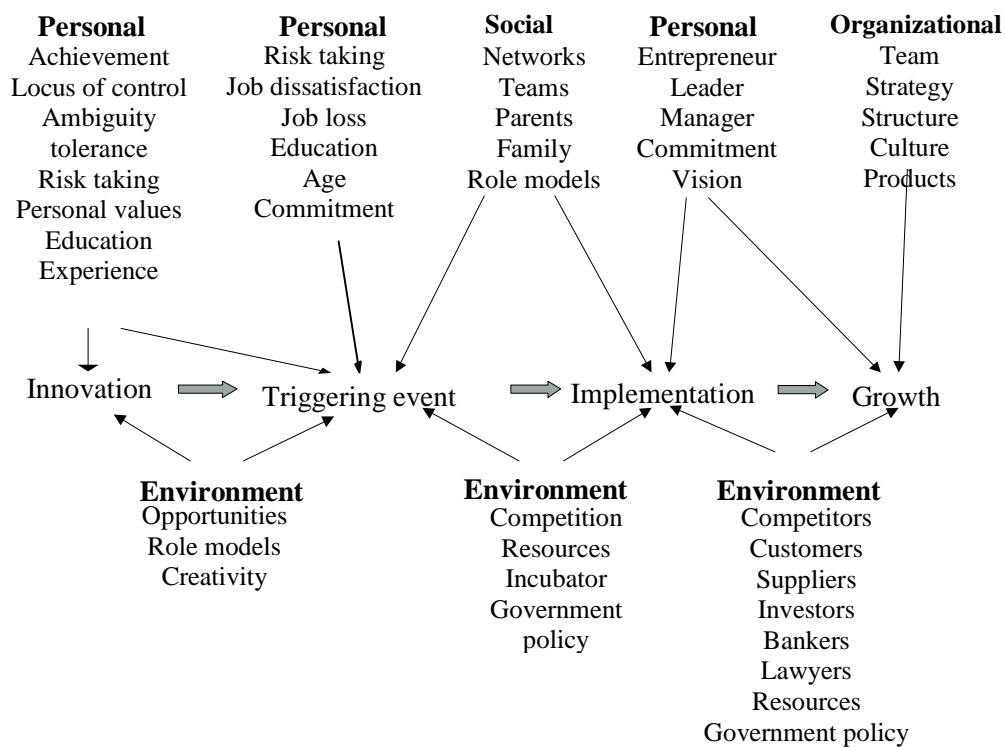 Personal
Achievement
Locus of control
Ambiguity
tolerance
Risk taking
Personal values
Education
Experience
Personal
Risk taking
Job dissatisfaction
Job loss
Education
Age
Commitment
Social
Networks
Teams
Parents
Family
Role models
Personal
Entrepreneur
Leader
Manager
Commitment
Vision
Organizational
Team
Strategy
Structure
Culture
Products
Innovation
Triggering event
Implementation
Growth
Environment
Opportunities
Role models
Creativity
Environment
Competition
Resources
Incubator
Government
policy
Environment
Competitors
Customers
Suppliers
Investors
Bankers
Lawyers
Resources
Government policy